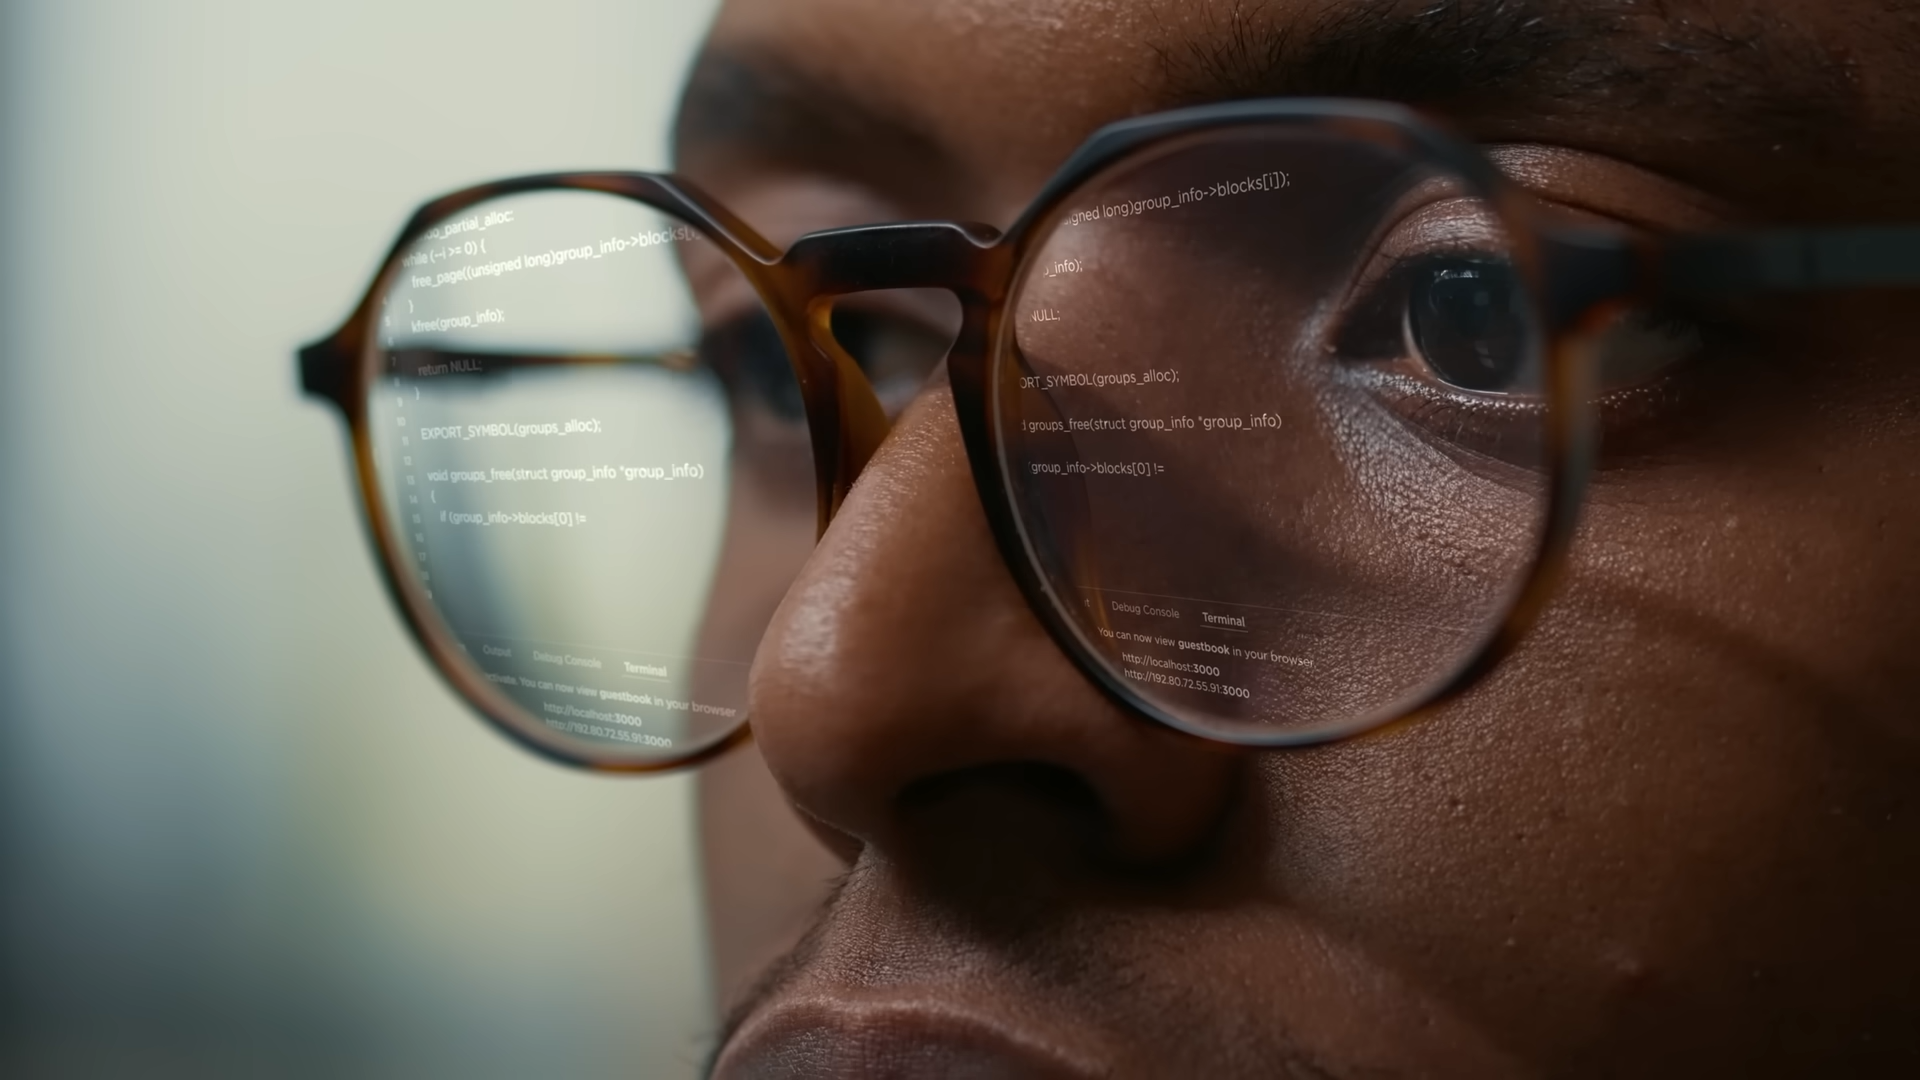 _partial_alloc:
while (--i >= 0) {
free_page((unsigned long)group_info->blocks[
}
kfree(group_info);
return NULL;
}
EXPORT_SYMBOL(groups_alloc);
void groups_free(struct group_info *group_info)
{
if (group_info->blocks[0] !=
Output Debug Console Terminal
You can now view guestbook in your browser
http://localhost:3000
http://192.80.72.55.91:3000
igned long)group_info->blocks[i]);
_info);
NULL;
ORT_SYMBOL(groups_alloc);
d groups_free(struct group_info *group_info)
group_info->blocks[0] !=
t Debug Console Terminal
You can now view guestbook in your browser.
http://localhost:3000
http://192.80.72.55.91:3000